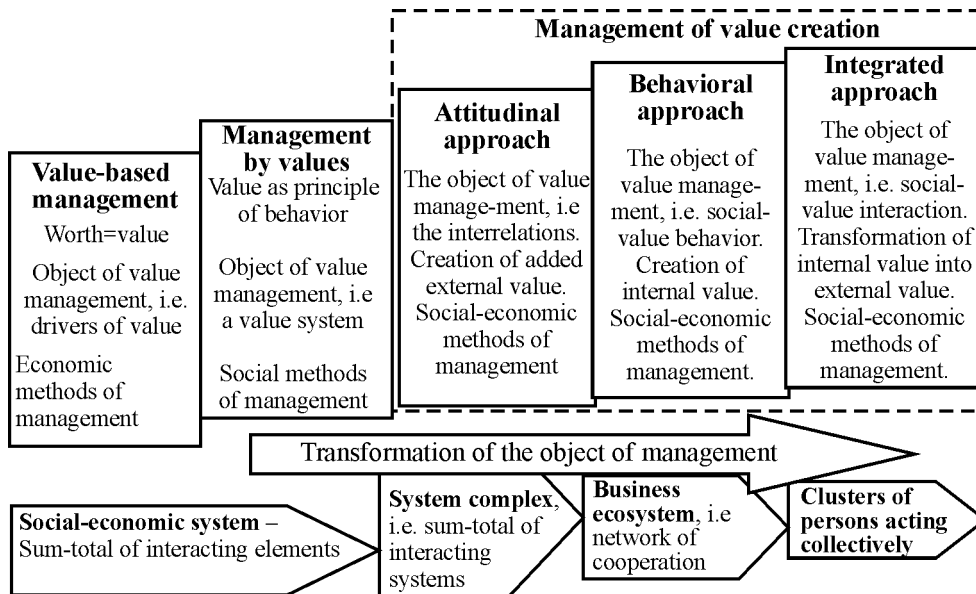 Management of value creation
Value-based
management
Worth=value
Object of value
management, i.e.
drivers of value
Economic
methods of
management
Management
by values
Value as principle
of behavior
Object of value
management, i.e
a value system
Social methods
of management
Attitudinal
approach
The object of value
manage-ment, i.e
the interrelations.
Creation of added
external value.
Social-economic
methods of
management
Behavioral
approach
The object of
value manage-
ment, i.e. social-
value behavior.
Creation of
internal value.
Social-economic
methods of
management.
Integrated
approach
The object of
value manage-
ment, i.e. social-
value interaction.
Transformation of
internal value into
external value.
Social-economic
methods of
management.
Transformation of the object of management
Social-economic system –
Sum-total of interacting elements
System complex,
i.e. sum-total of
interacting
systems
Business
ecosystem, i.e
network of
cooperation
Clusters of
persons acting
collectively